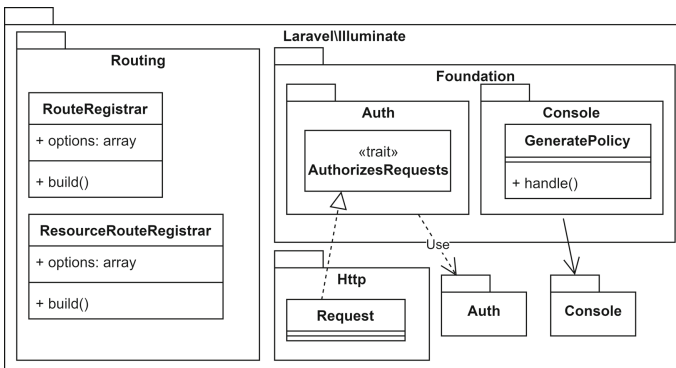 Laravel\Illuminate
Routing
RouteRegistrar
+ options: array
+ build()
ResourceRouteRegistrar
+ options: array
+ build()
Foundation
Auth
«trait»
AuthorizesRequests
Console
GeneratePolicy
+ handle()
Use
Http
Request
Auth
Console